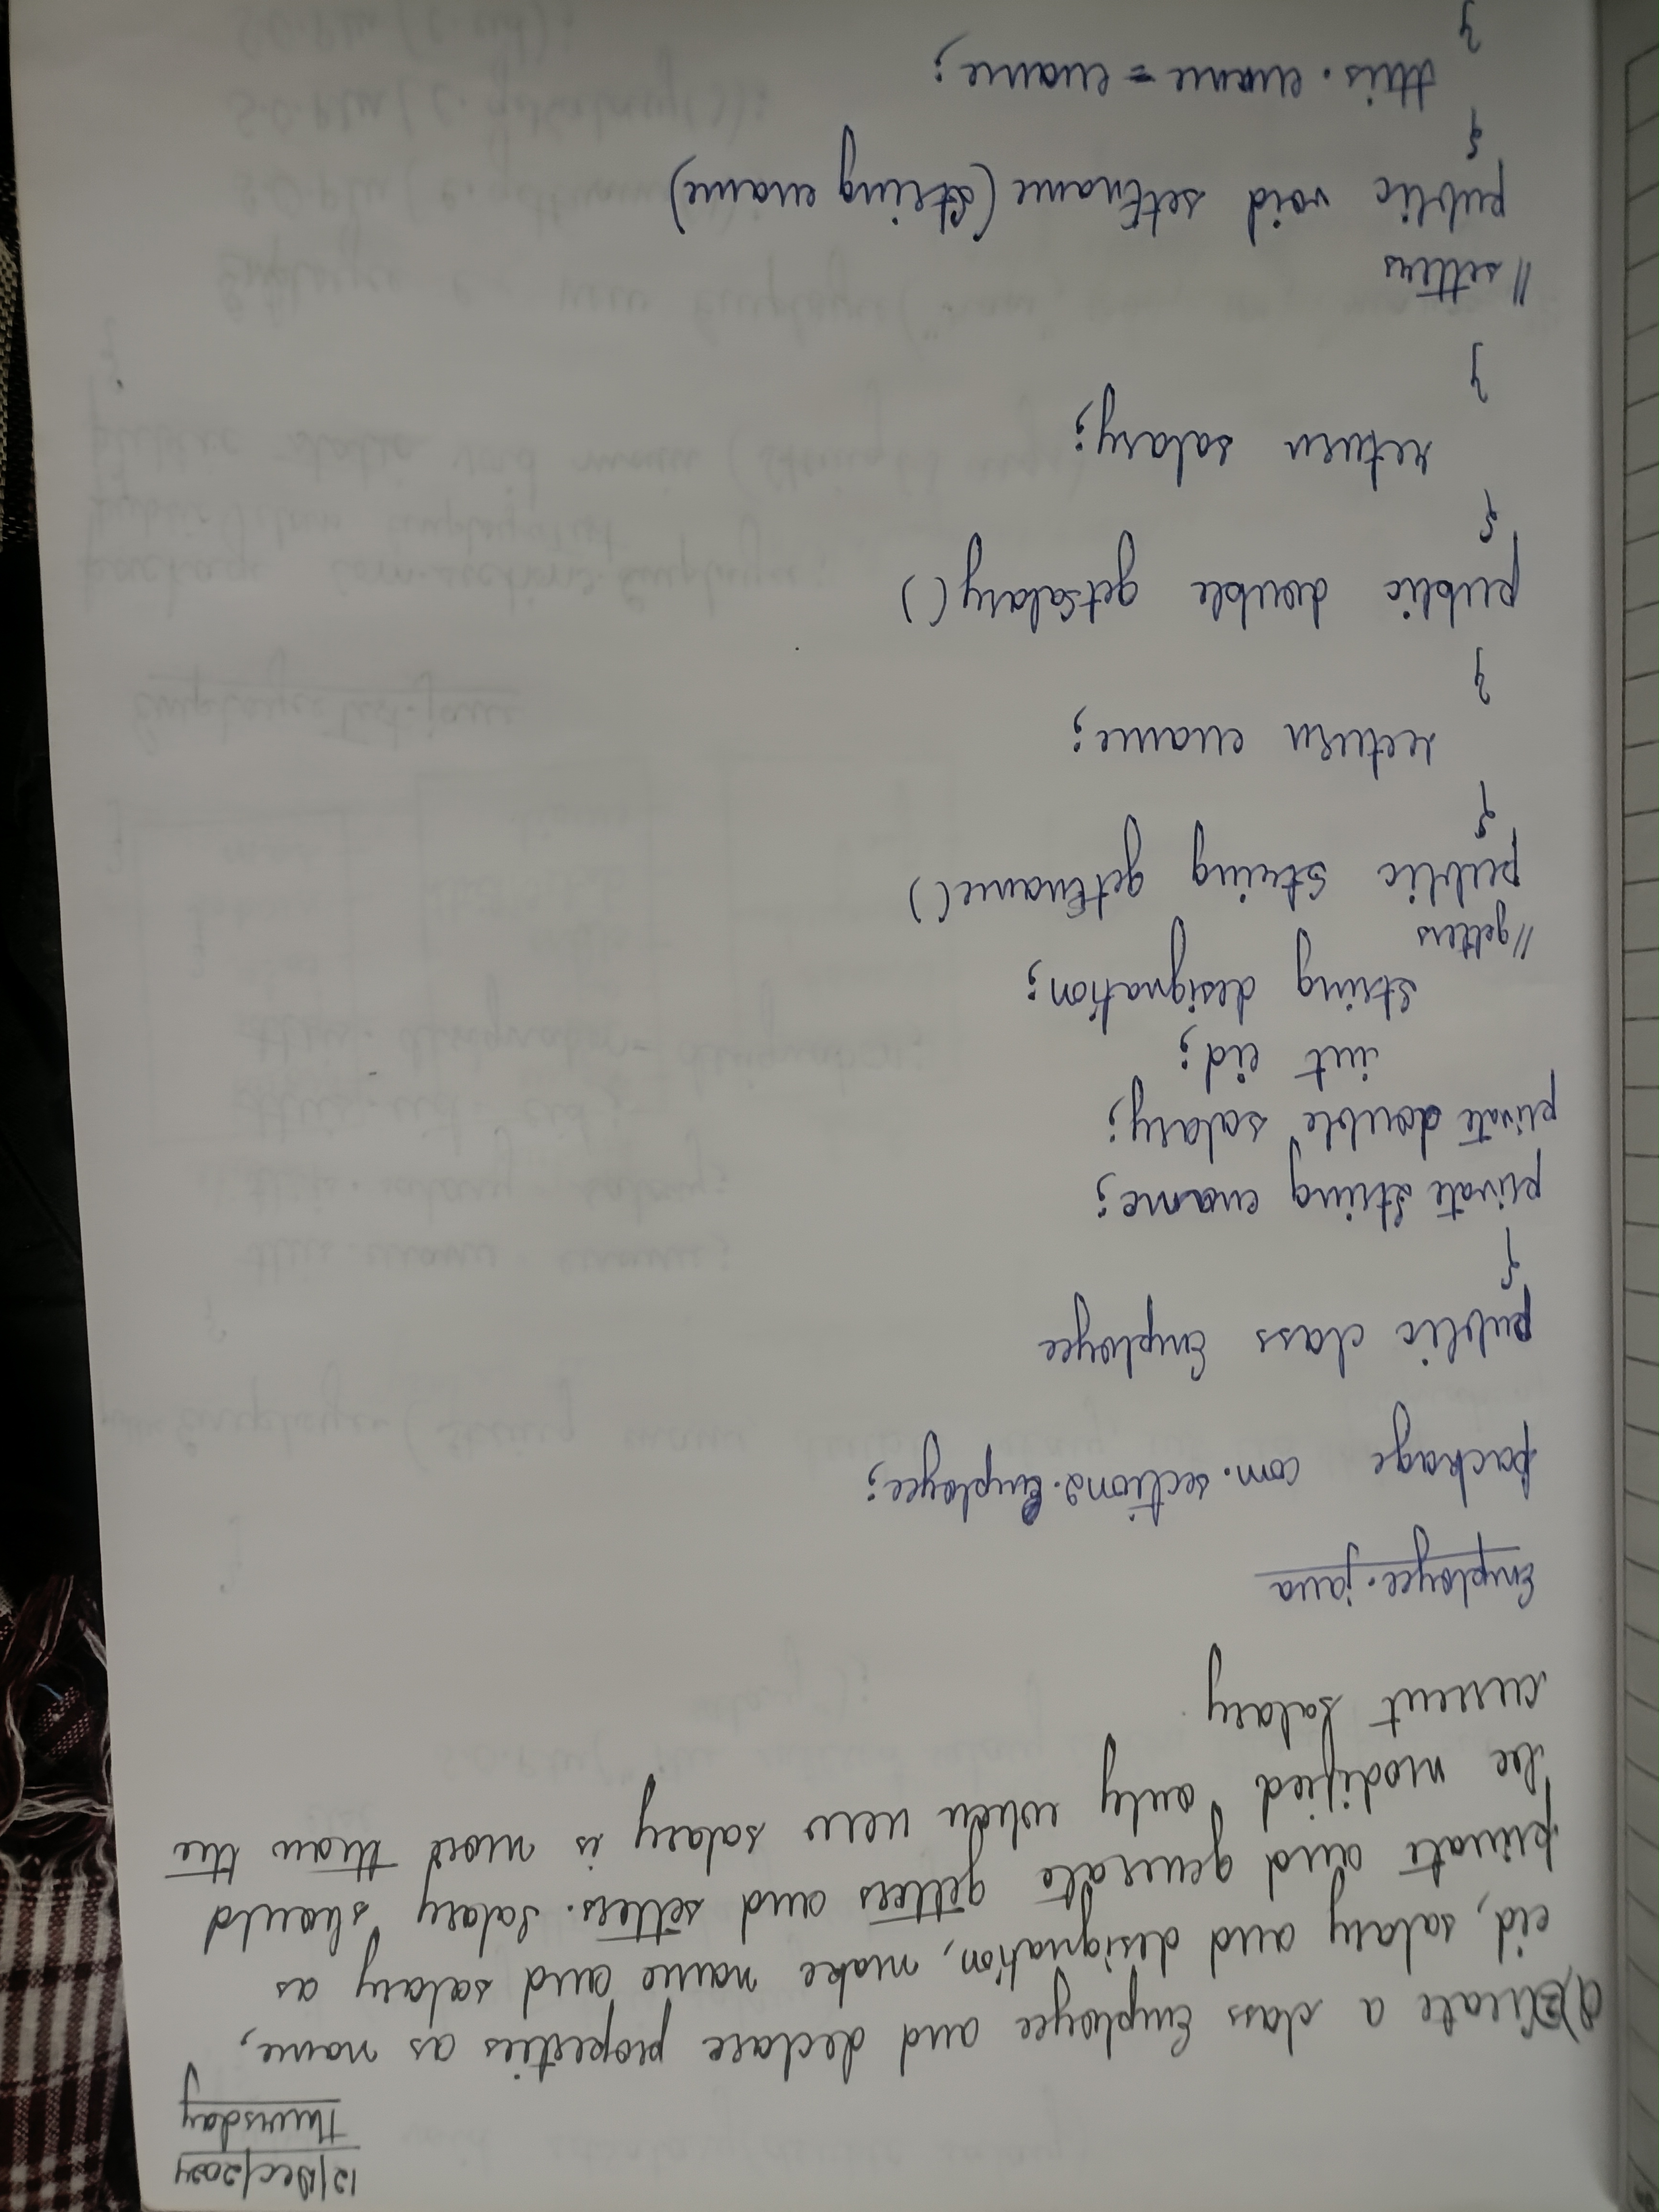 12/Dec/2024
Thursday
Q)2) Create a class Employee and declare properties as name,
eid, salary and designation, make name and salary as
private and generate getters and setters. Salary should
be modified only when new salary is more than the
current salary.
Employee.java
package com.section2.Employee;
public class Employee
{
private String ename;
private double salary;
int eid;
String designation;
//getters
public String getEname()
{
return ename;
}
public double getSalary()
{
return salary;
}
// setters
public void setEname(String ename)
{
this.ename = ename;
}